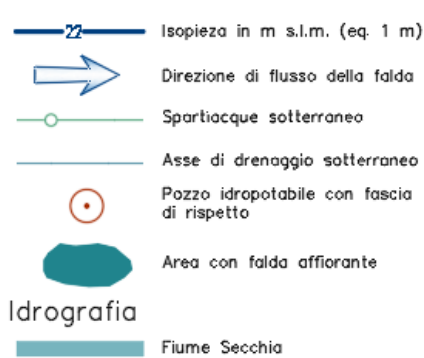 22
Isopieza in m s.l.m. (eq. 1 m)
Direzione di flusso della falda
Spartiacque sotterraneo
Asse di drenaggio sotterraneo
Pozzo idropotabile con fascia
di rispetto
Area con falda affiorante
Idrografia
Fiume Secchia